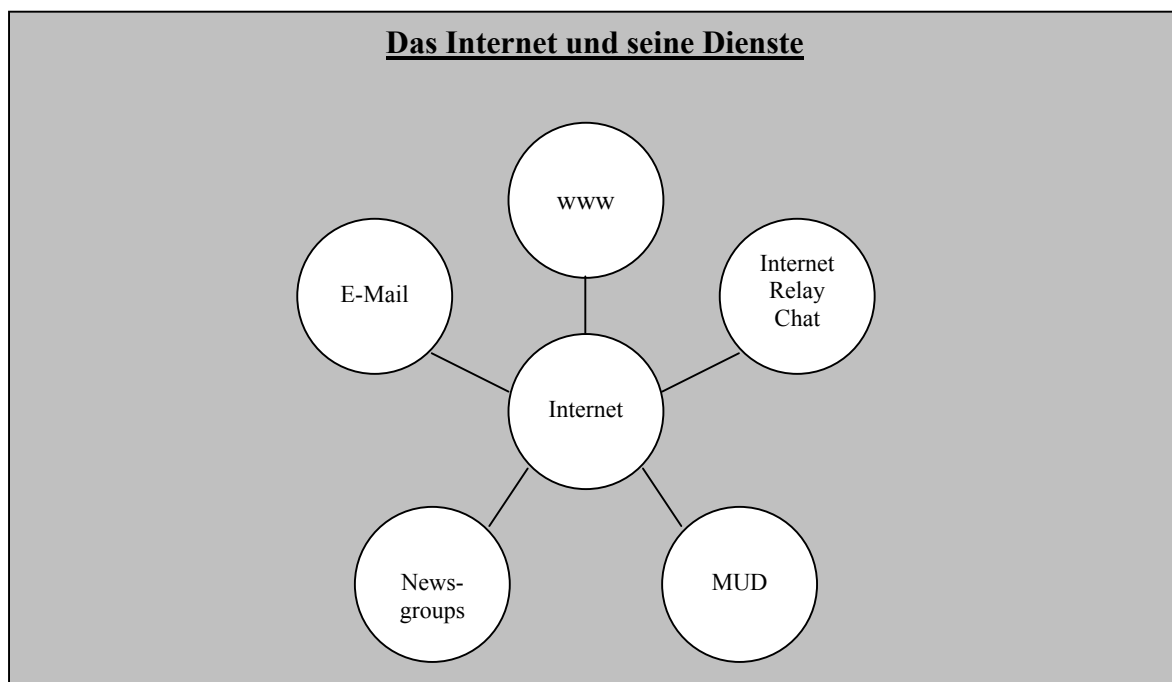 Das Internet und seine Dienste
www
E-Mail
Internet
Relay
Chat
Internet
News-
groups
MUD